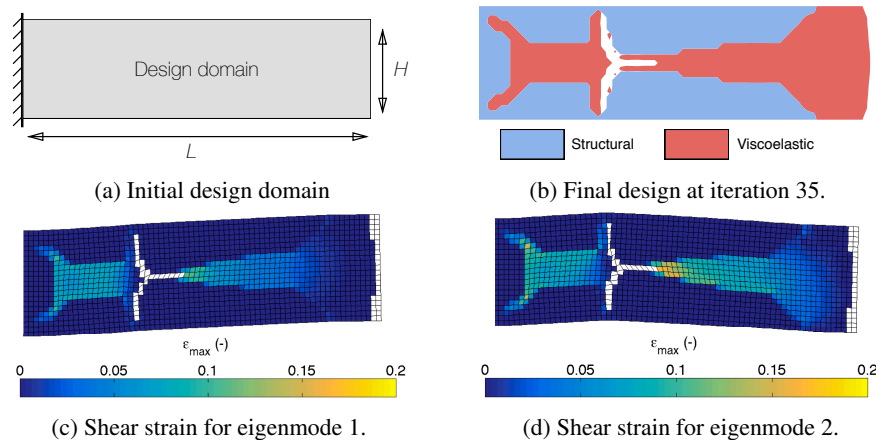 Design domain
H
L
(a) Initial design domain
Structural
Viscoelastic
(b) Final design at iteration 35.
ε_max (-)
0 0.05 0.1 0.15 0.2
(c) Shear strain for eigenmode 1.
ε_max (-)
0 0.05 0.1 0.15 0.2
(d) Shear strain for eigenmode 2.